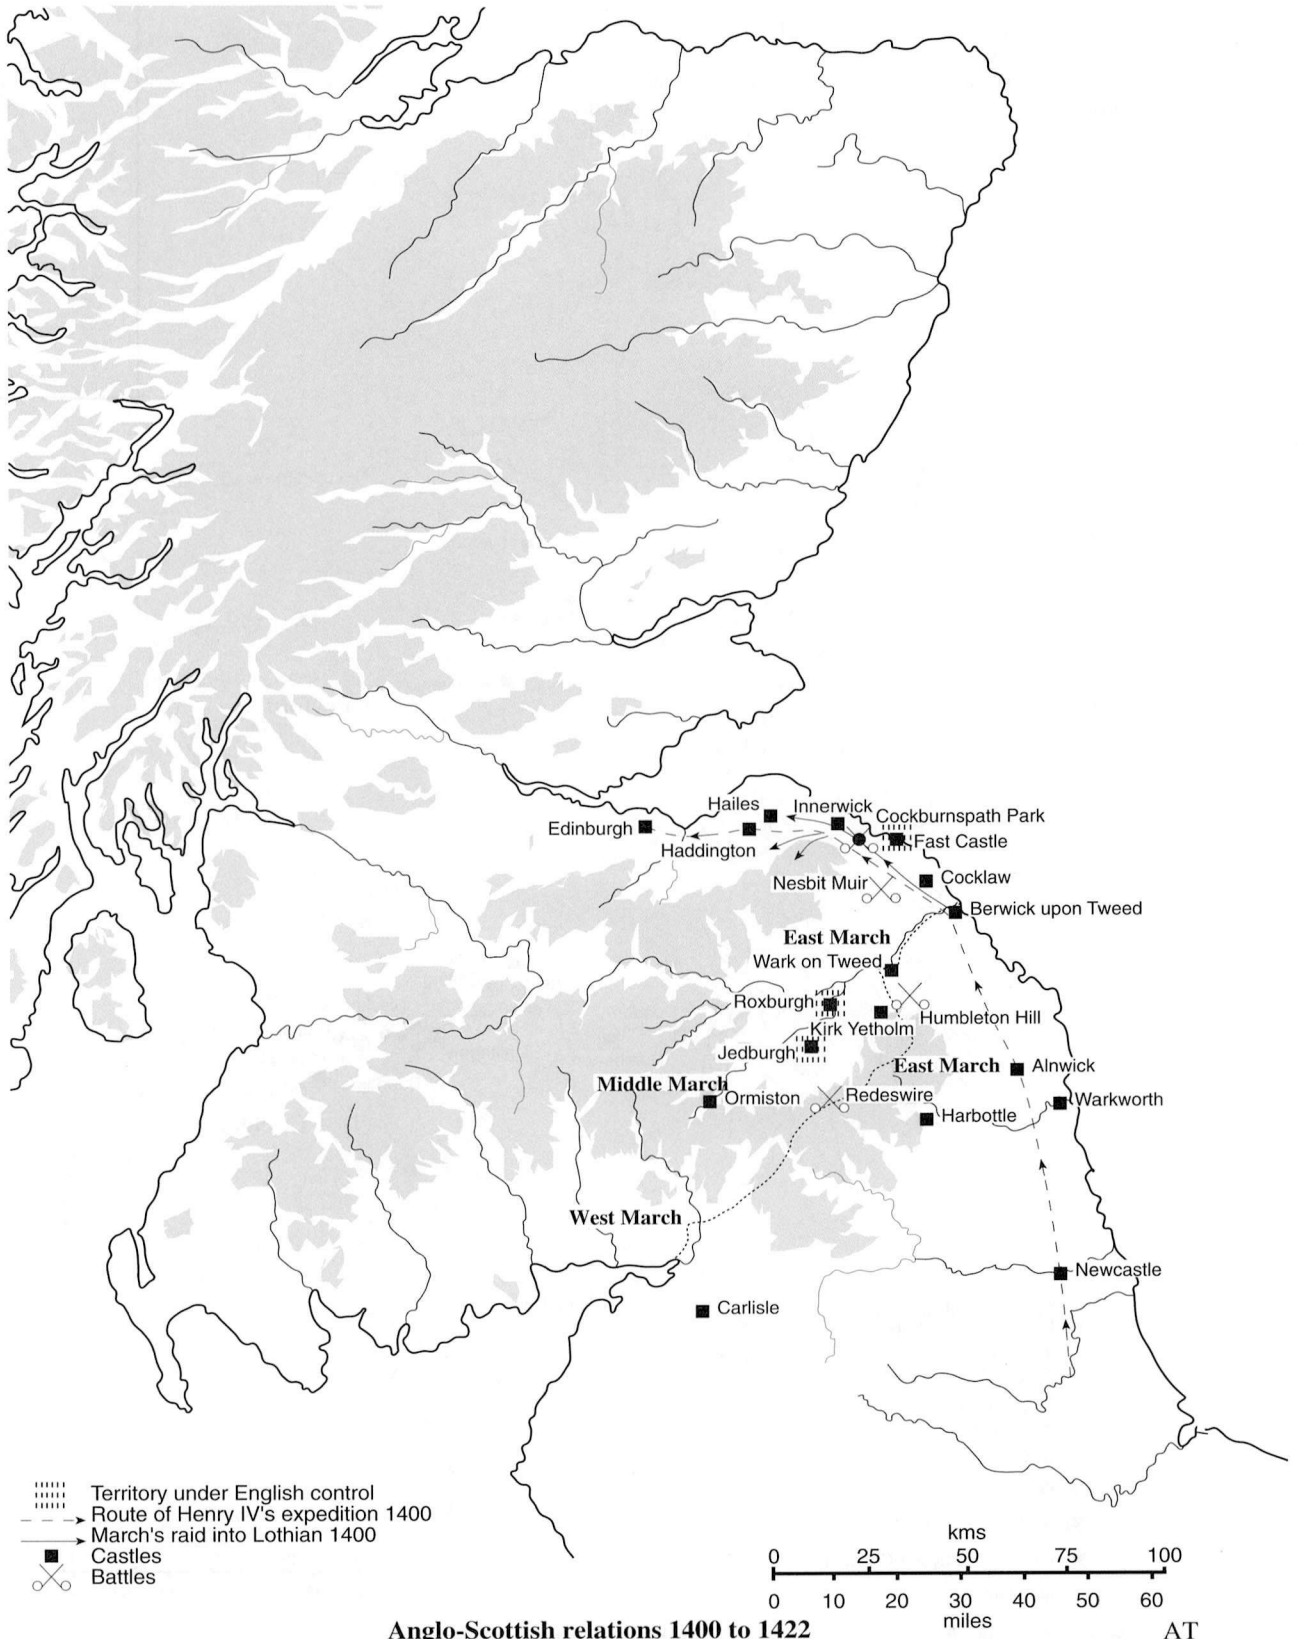 Hailes
Innerwick
Cockburnspath Park
Edinburgh
Fast Castle
Haddington
Nesbit Muir
Cocklaw
Berwick upon Tweed
East March
Wark on Tweed
Roxburgh
Humbleton Hill
Kirk Yetholm
Jedburgh
East March
Alnwick
Middle March
Ormiston
Redeswire
Warkworth
Harbottle
West March
Newcastle
Carlisle
Territory under English control
Route of Henry IV's expedition 1400
March's raid into Lothian 1400
Castles
Battles
kms
0 25 50 75 100
0 10 20 30 40 50 60
miles
Anglo-Scottish relations 1400 to 1422
AT